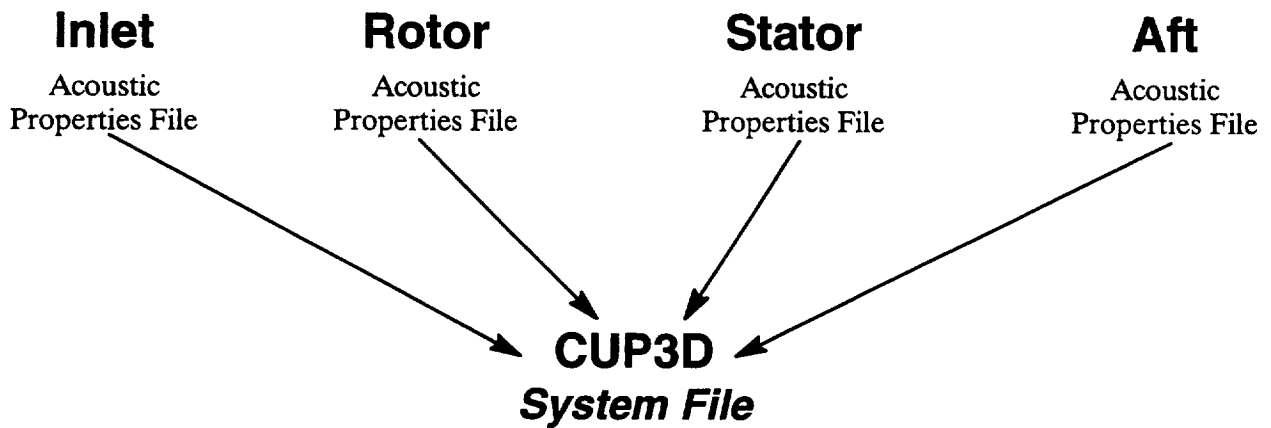 Inlet
Acoustic
Properties File
Rotor
Acoustic
Properties File
Stator
Acoustic
Properties File
Aft
Acoustic
Properties File
CUP3D
System File